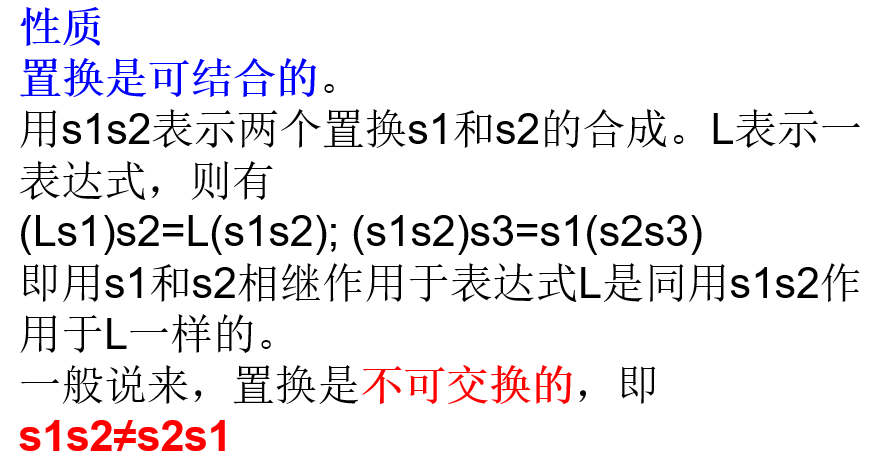 性质
置换是可结合的。
用s1s2表示两个置换s1和s2的合成。L表示一
表达式，则有
(Ls1)s2=L(s1s2); (s1s2)s3=s1(s2s3)
即用s1和s2相继作用于表达式L是同用s1s2作
用于L一样的。
一般说来，置换是不可交换的，即
s1s2≠s2s1